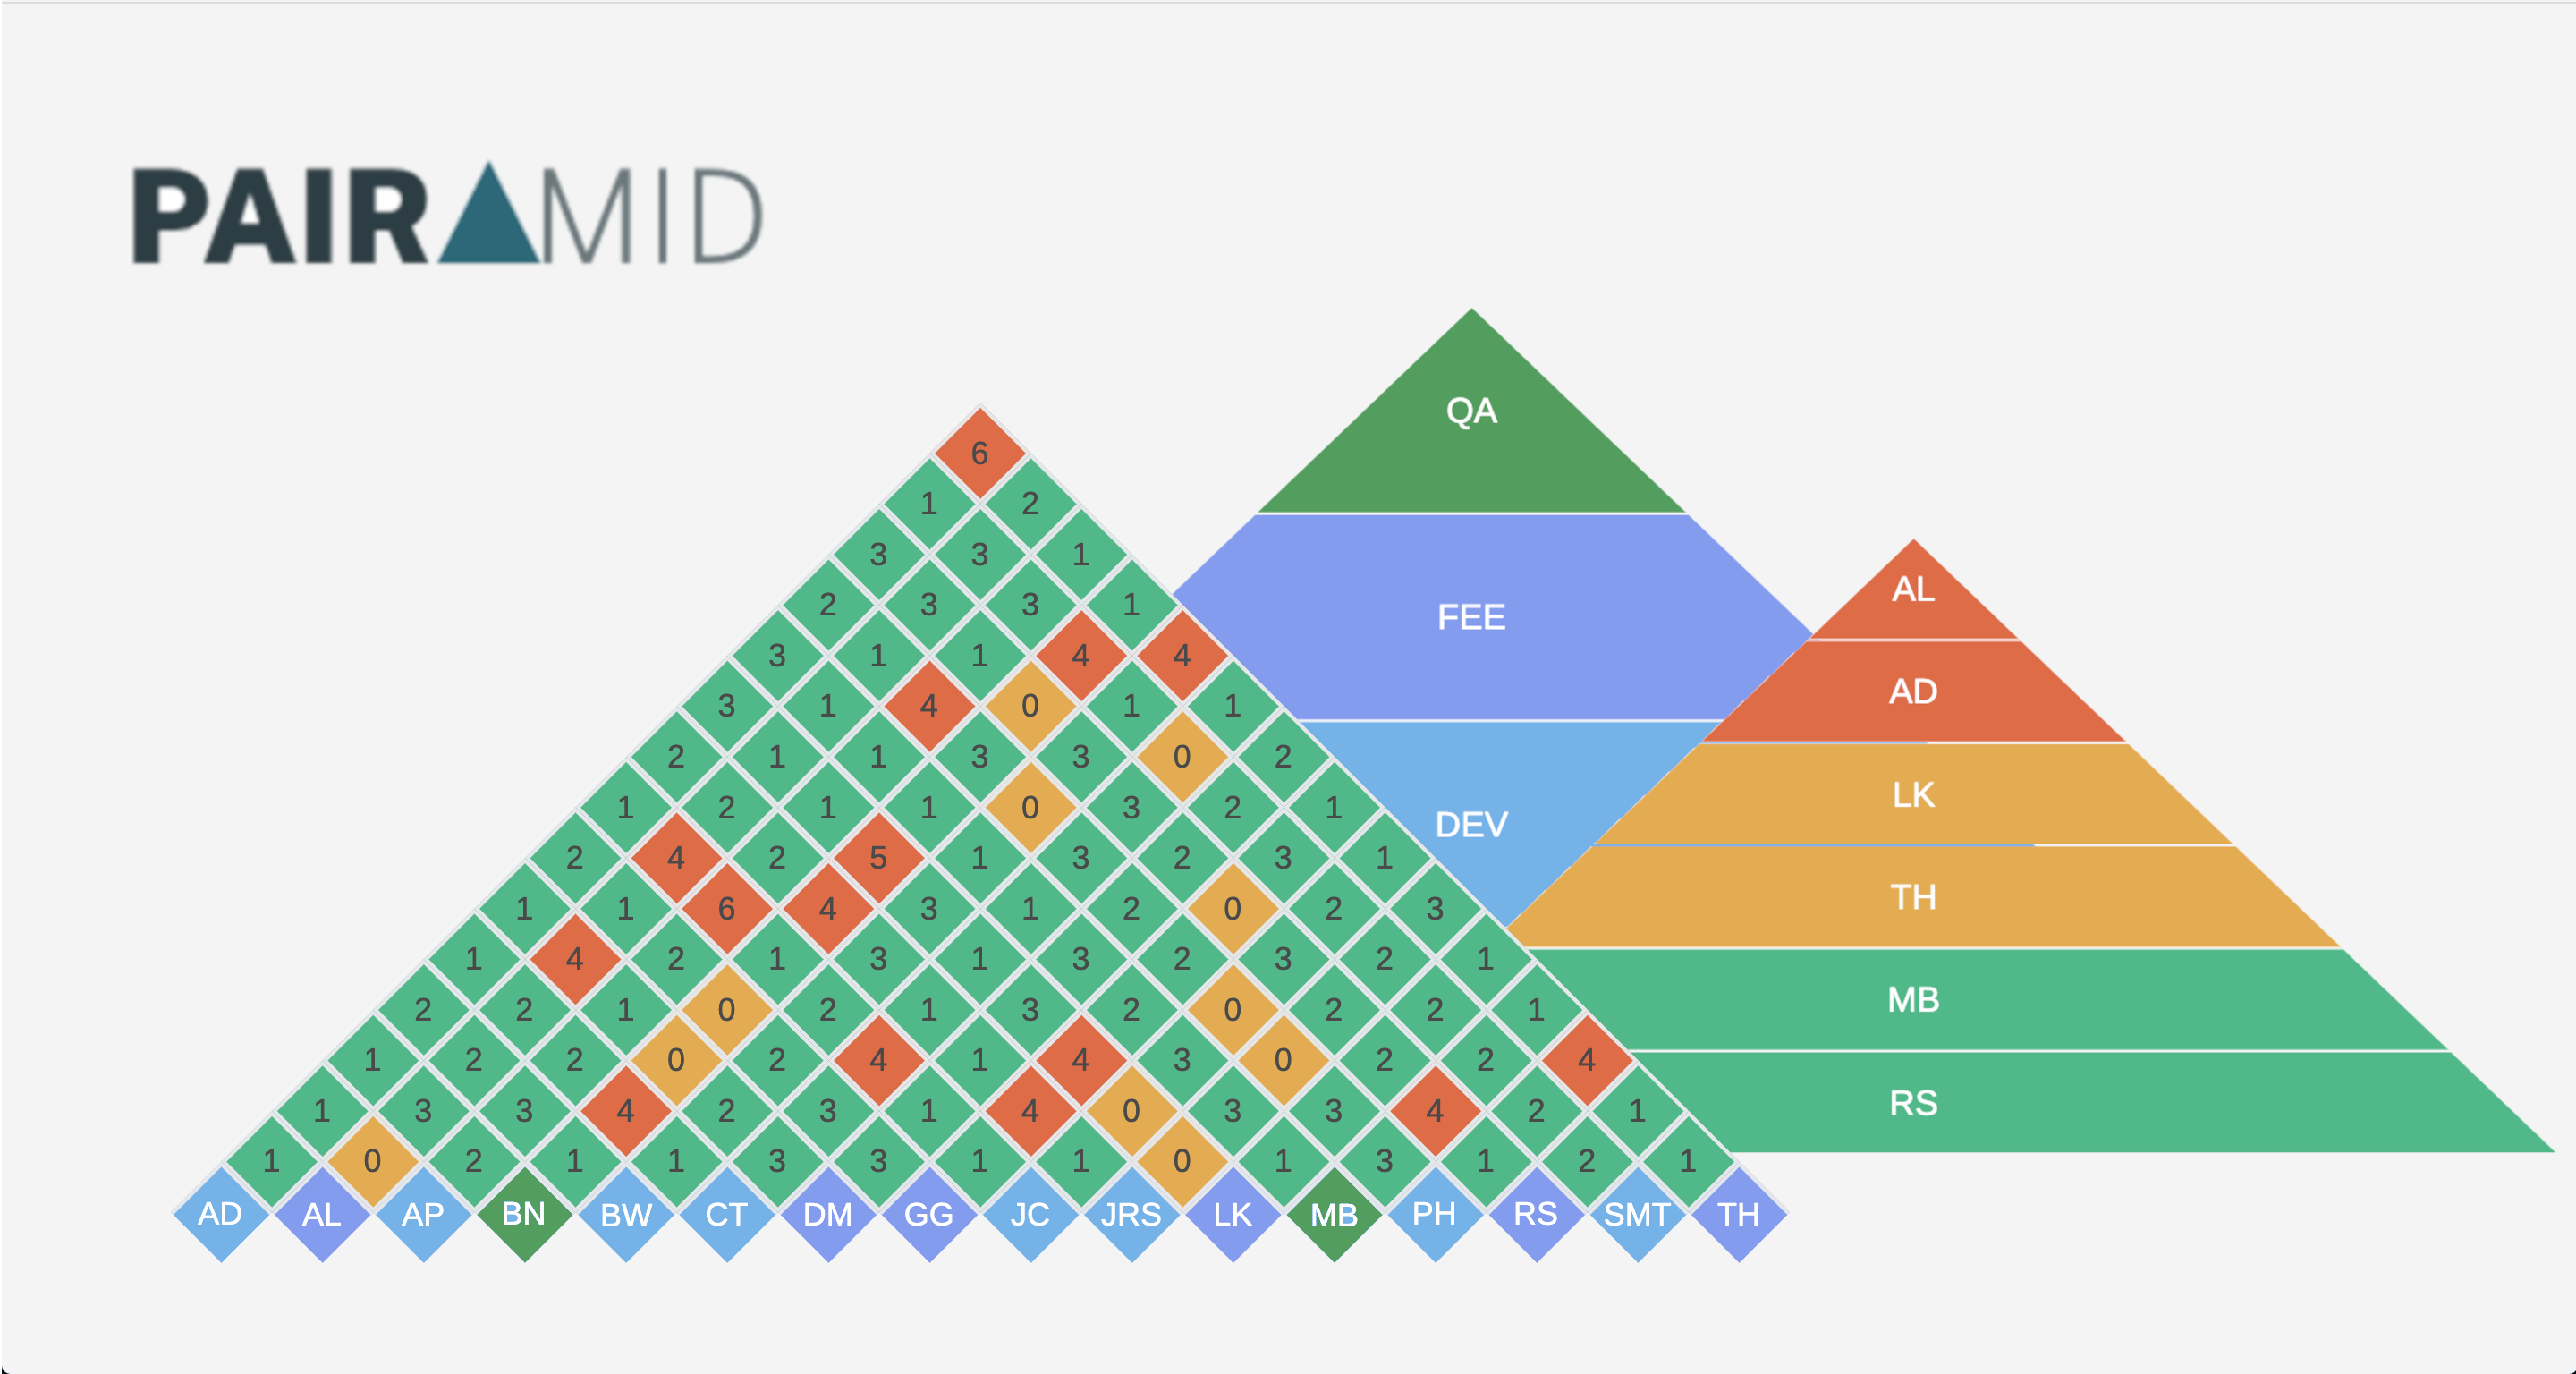 PAIRAMID
QA
FEE
DEV
AL
AD
LK
TH
MB
RS
6
1 2
3 3 1
2 3 3 1
3 1 1 4 4
3 1 4 0 1 1
2 1 1 3 3 0 2
1 2 1 1 0 3 2 1
2 4 2 5 1 3 2 3 1
1 1 6 4 3 1 2 0 2 3
1 4 2 1 3 1 3 2 3 2 1
2 2 1 0 2 1 3 2 0 2 2 1
1 2 2 0 2 4 1 4 3 0 2 2 4
1 3 3 4 2 3 1 4 0 3 3 4 2 1
1 0 2 1 1 3 3 1 1 0 1 3 1 2 1
AD AL AP BN BW CT DM GG JC JRS LK MB PH RS SMT TH